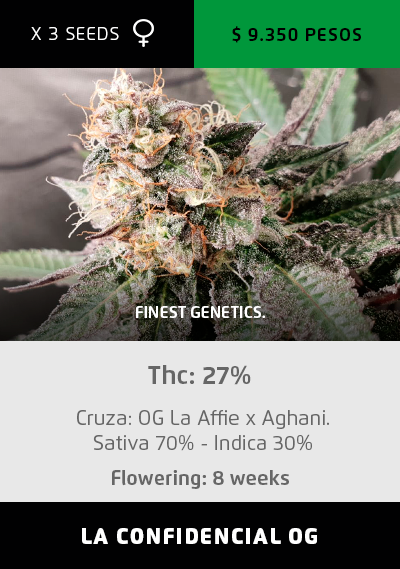 X 3 SEEDS
$ 9.350 PESOS
FINEST GENETICS.
Thc: 27%
Cruza: OG La Affie x Aghani.
Sativa 70% - Indica 30%
Flowering: 8 weeks
LA CONFIDENCIAL OG